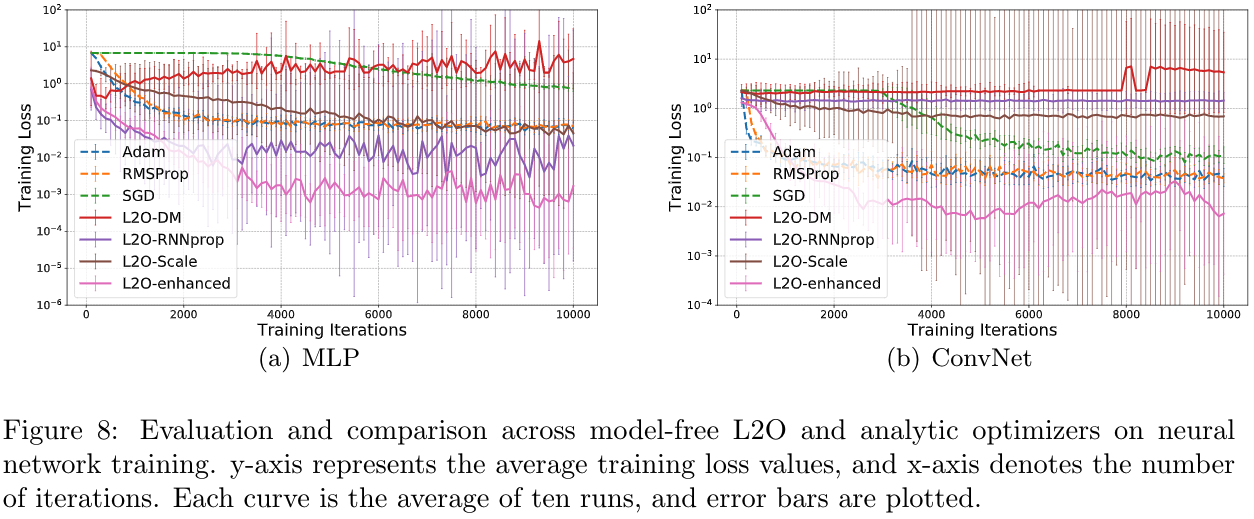 10²
10¹
10⁰
10⁻¹
10⁻²
10⁻³
10⁻⁴
10⁻⁵
10⁻⁶
Training Loss
Adam
RMSProp
SGD
L2O-DM
L2O-RNNprop
L2O-Scale
L2O-enhanced
0 2000 4000 6000 8000 10000
Training Iterations
(a) MLP
10²
10¹
10⁰
10⁻¹
10⁻²
10⁻³
10⁻⁴
Training Loss
Adam
RMSProp
SGD
L2O-DM
L2O-RNNprop
L2O-Scale
L2O-enhanced
0 2000 4000 6000 8000 10000
Training Iterations
(b) ConvNet
Figure 8: Evaluation and comparison across model-free L2O and analytic optimizers on neural
network training. y-axis represents the average training loss values, and x-axis denotes the number
of iterations. Each curve is the average of ten runs, and error bars are plotted.